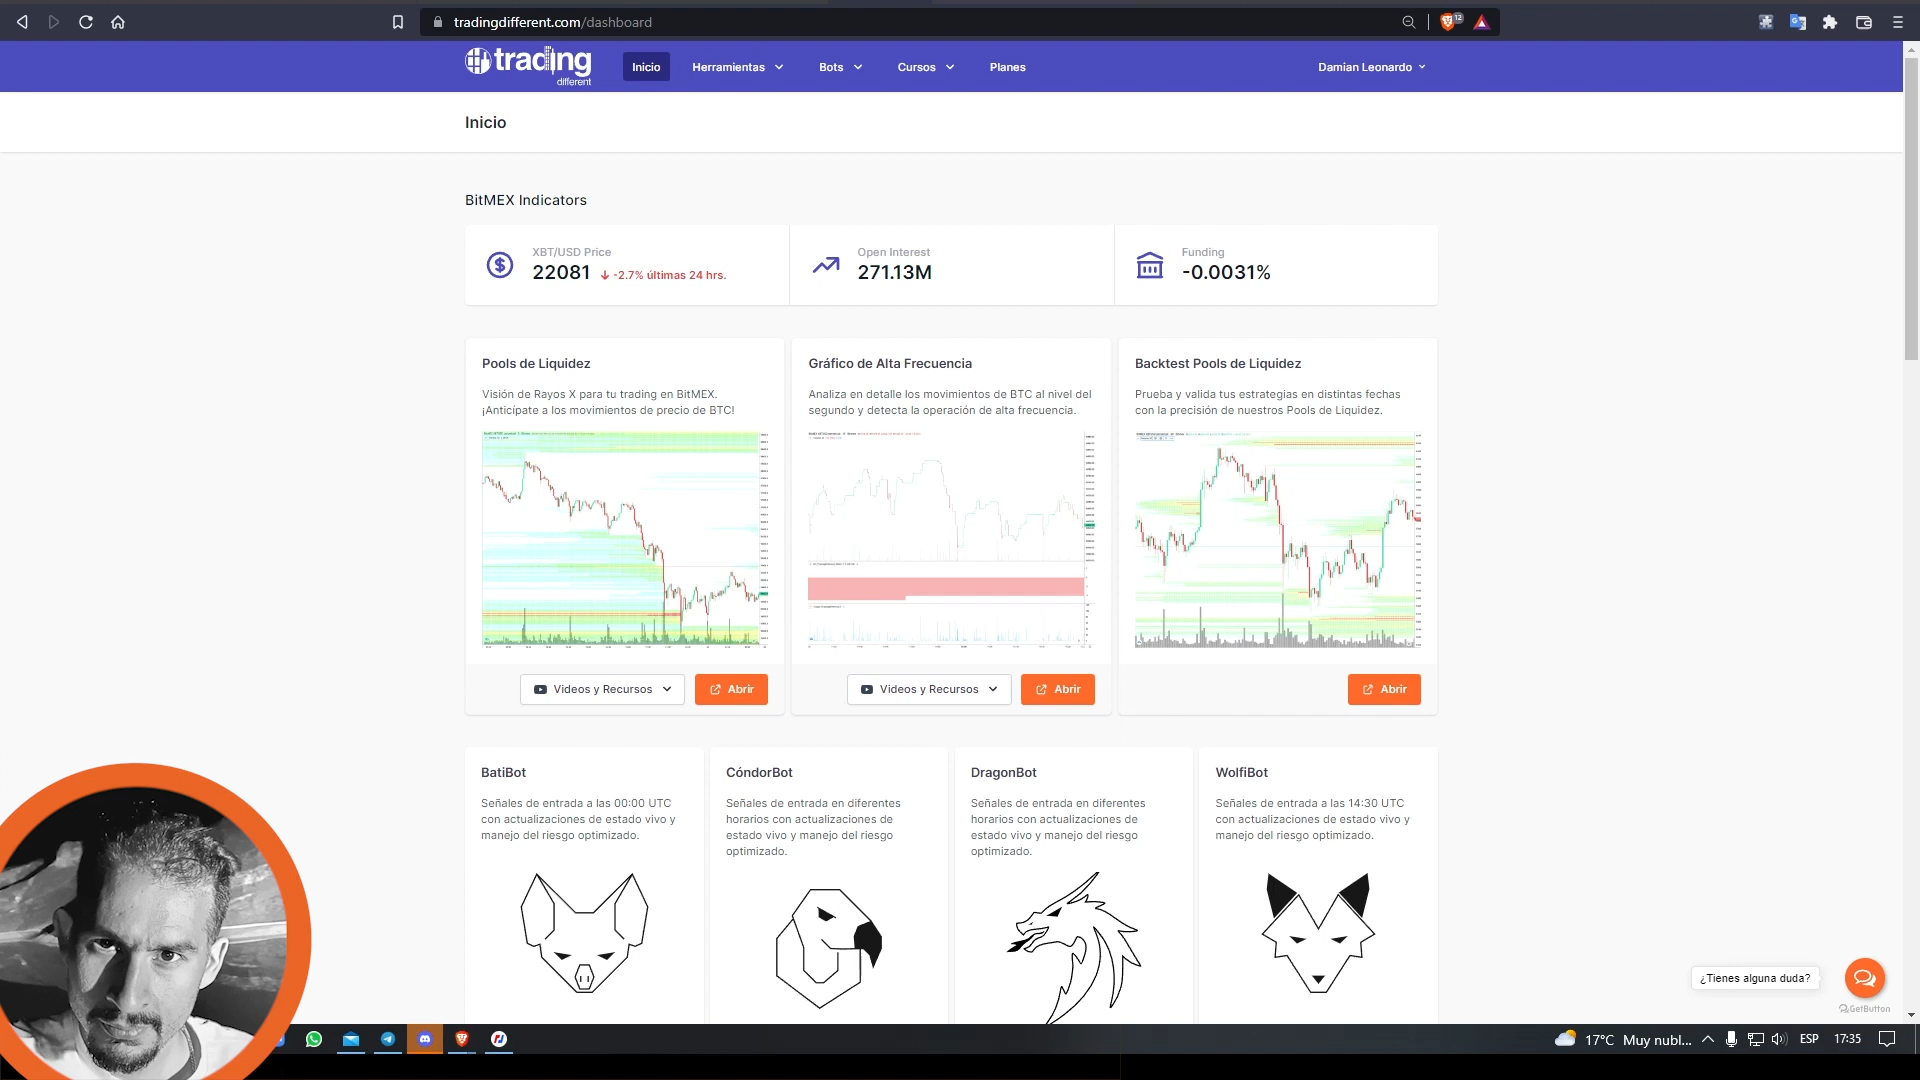 tradingdifferent.com/dashboard
12
trading
different
Inicio
Herramientas
Bots
Cursos
Planes
Damian Leonardo
Inicio
BitMEX Indicators
XBT/USD Price
22081 -2.7% últimas 24 hrs.
Open Interest
271.13M
Funding
-0.0031%
Pools de Liquidez
Visión de Rayos X para tu trading en BitMEX.
¡Anticípate a los movimientos de precio de BTC!
Videos y Recursos
Abrir
Gráfico de Alta Frecuencia
Analiza en detalle los movimientos de BTC al nivel del
segundo y detecta la operación de alta frecuencia.
Videos y Recursos
Abrir
Backtest Pools de Liquidez
Prueba y valida tus estrategias en distintas fechas
con la precisión de nuestros Pools de Liquidez.
Abrir
BatiBot
Señales de entrada a las 00:00 UTC
con actualizaciones de estado vivo y
manejo del riesgo optimizado.
CóndorBot
Señales de entrada en diferentes
horarios con actualizaciones de
estado vivo y manejo del riesgo
optimizado.
DragonBot
Señales de entrada en diferentes
horarios con actualizaciones de
estado vivo y manejo del riesgo
optimizado.
WolfiBot
Señales de entrada a las 14:30 UTC
con actualizaciones de estado vivo y
manejo del riesgo optimizado.
¿Tienes alguna duda?
GetButton
17°C Muy nubl...
ESP
17:35